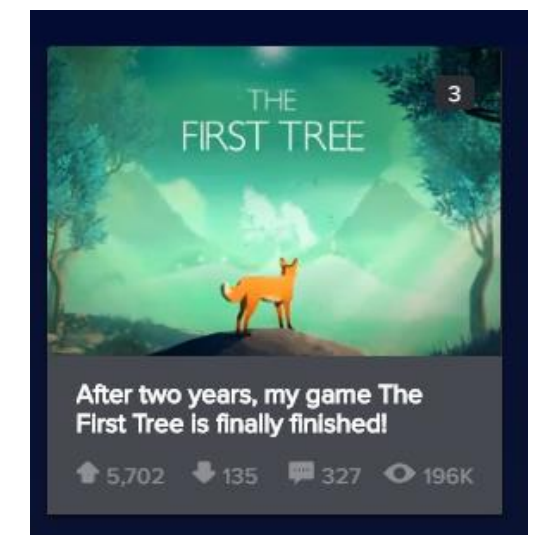 3
THE
FIRST TREE
After two years, my game The
First Tree is finally finished!
5,702 135 327 196K